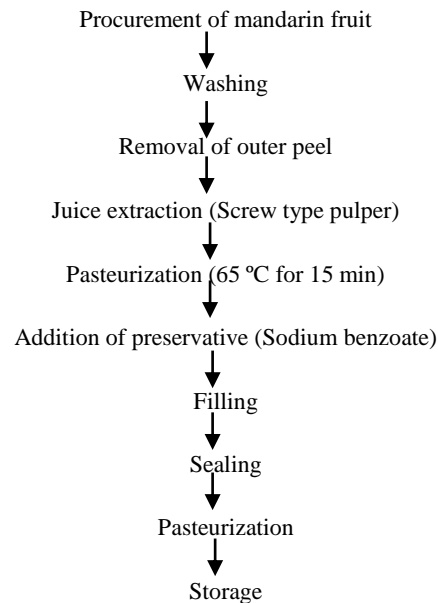 Procurement of mandarin fruit
Washing
Removal of outer peel
Juice extraction (Screw type pulper)
Pasteurization (65 ºC for 15 min)
Addition of preservative (Sodium benzoate)
Filling
Sealing
Pasteurization
Storage